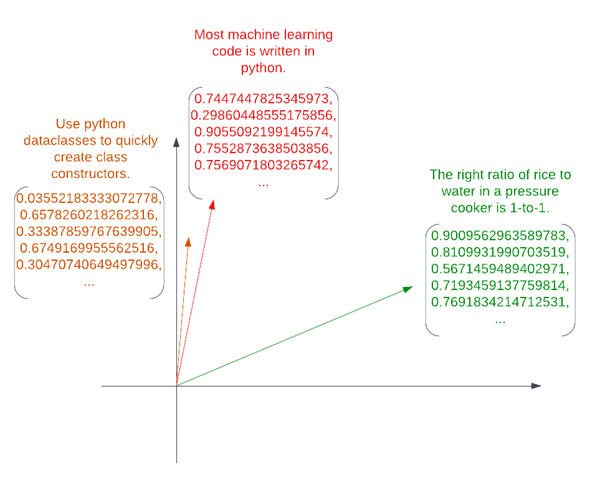 Most machine learning
code is written in
python.
0.7447447825345973,
0.29860448555175856,
0.9055092199145574,
0.7552873638503856,
0.7569071803265742,
...
Use python
dataclasses to quickly
create class
constructors.
0.03552183333072778,
0.6578260218262316,
0.33387859767639905,
0.6749169955562516,
0.30470740649497996,
...
The right ratio of rice to
water in a pressure
cooker is 1-to-1.
0.9009562963589783,
0.8109931990703519,
0.5671459489402971,
0.7193459137759814,
0.7691834214712531,
...